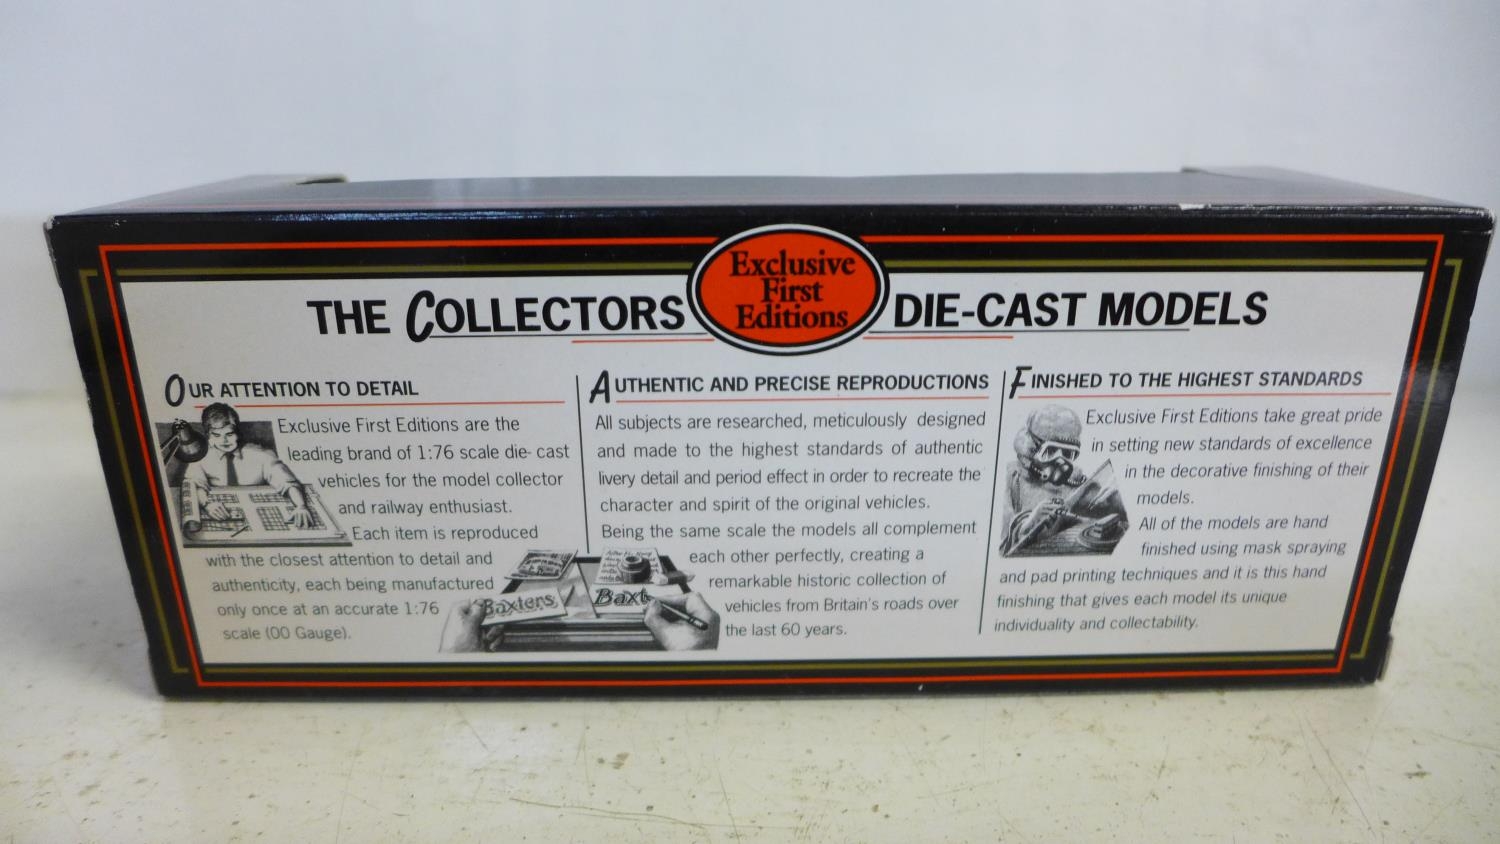 THE COLLECTORS
Exclusive
First
Editions
DIE-CAST MODELS
OUR ATTENTION TO DETAIL
Exclusive First Editions are the
leading brand of 1:76 scale die- cast
vehicles for the model collector
and railway enthusiast.
Each item is reproduced
with the closest attention to detail and
authenticity, each being manufactured
only once at an accurate 1:76
scale (00 Gauge).
AUTHENTIC AND PRECISE REPRODUCTIONS
All subjects are researched, meticulously designed
and made to the highest standards of authentic
livery detail and period effect in order to recreate the
character and spirit of the original vehicles.
Being the same scale the models all complement
each other perfectly, creating a
remarkable historic collection of
vehicles from Britain's roads over
the last 60 years.
Baxters
Baxt
FINISHED TO THE HIGHEST STANDARDS
Exclusive First Editions take great pride
in setting new standards of excellence
in the decorative finishing of their
models.
All of the models are hand
finished using mask spraying
and pad printing techniques and it is this hand
finishing that gives each model its unique
individuality and collectability.